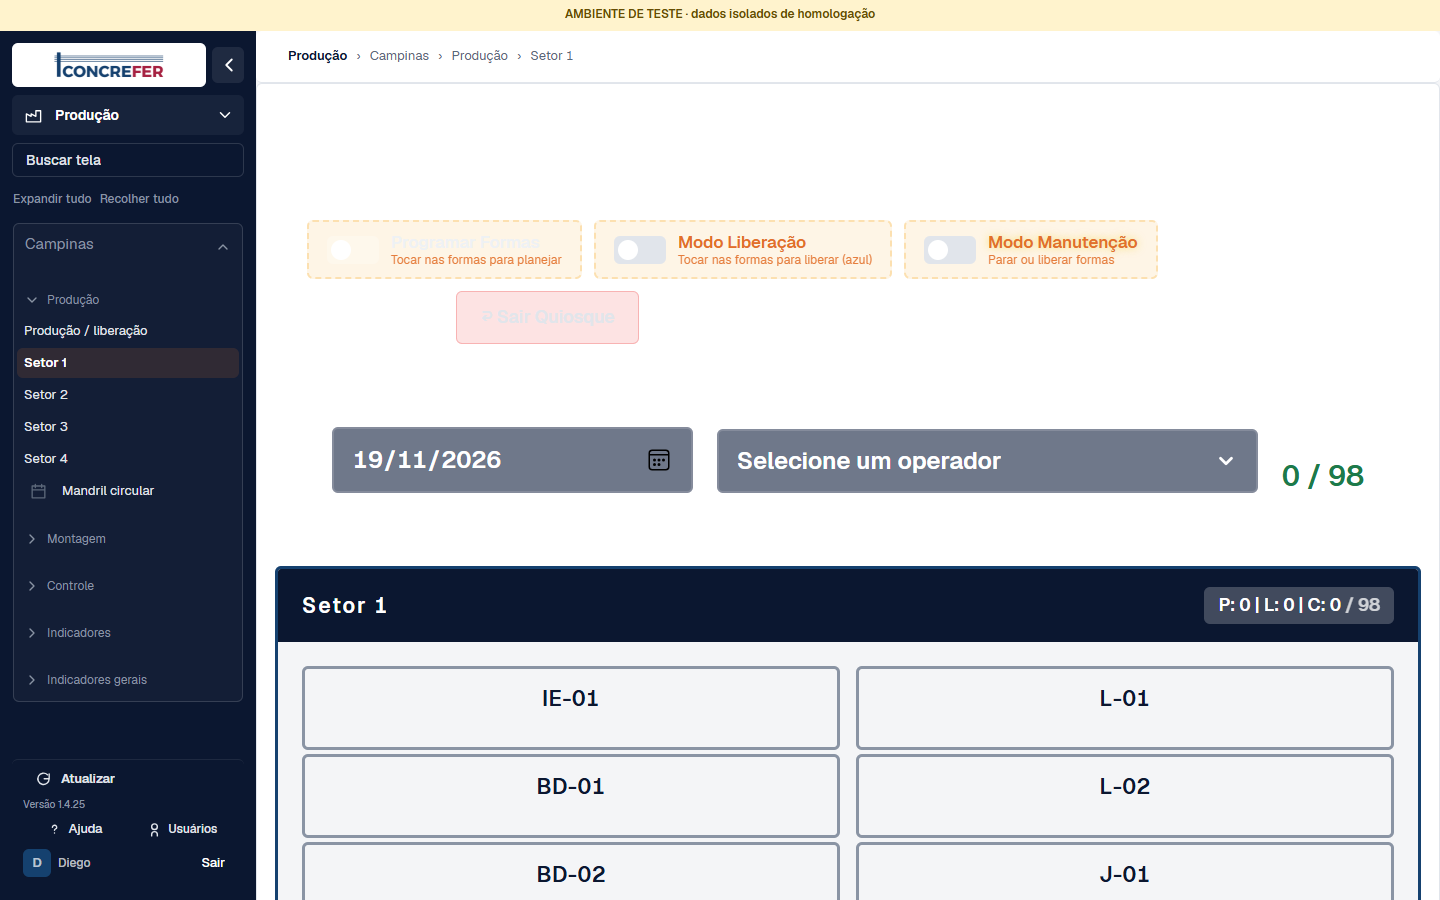 AMBIENTE DE TESTE · dados isolados de homologação
CONCREFER
Produção
Buscar tela
Expandir tudo Recolher tudo
Campinas
Produção
Produção / liberação
Setor 1
Setor 2
Setor 3
Setor 4
Mandril circular
Montagem
Controle
Indicadores
Indicadores gerais
Atualizar
Versão 1.4.25
? Ajuda Usuários
D Diego Sair
Produção › Campinas › Produção › Setor 1
Programar Formas
Tocar nas formas para planejar
Modo Liberação
Tocar nas formas para liberar (azul)
Modo Manutenção
Parar ou liberar formas
Sair Quiosque
19/11/2026
Selecione um operador
0 / 98
Setor 1
P: 0 | L: 0 | C: 0 / 98
IE-01 L-01
BD-01 L-02
BD-02 J-01